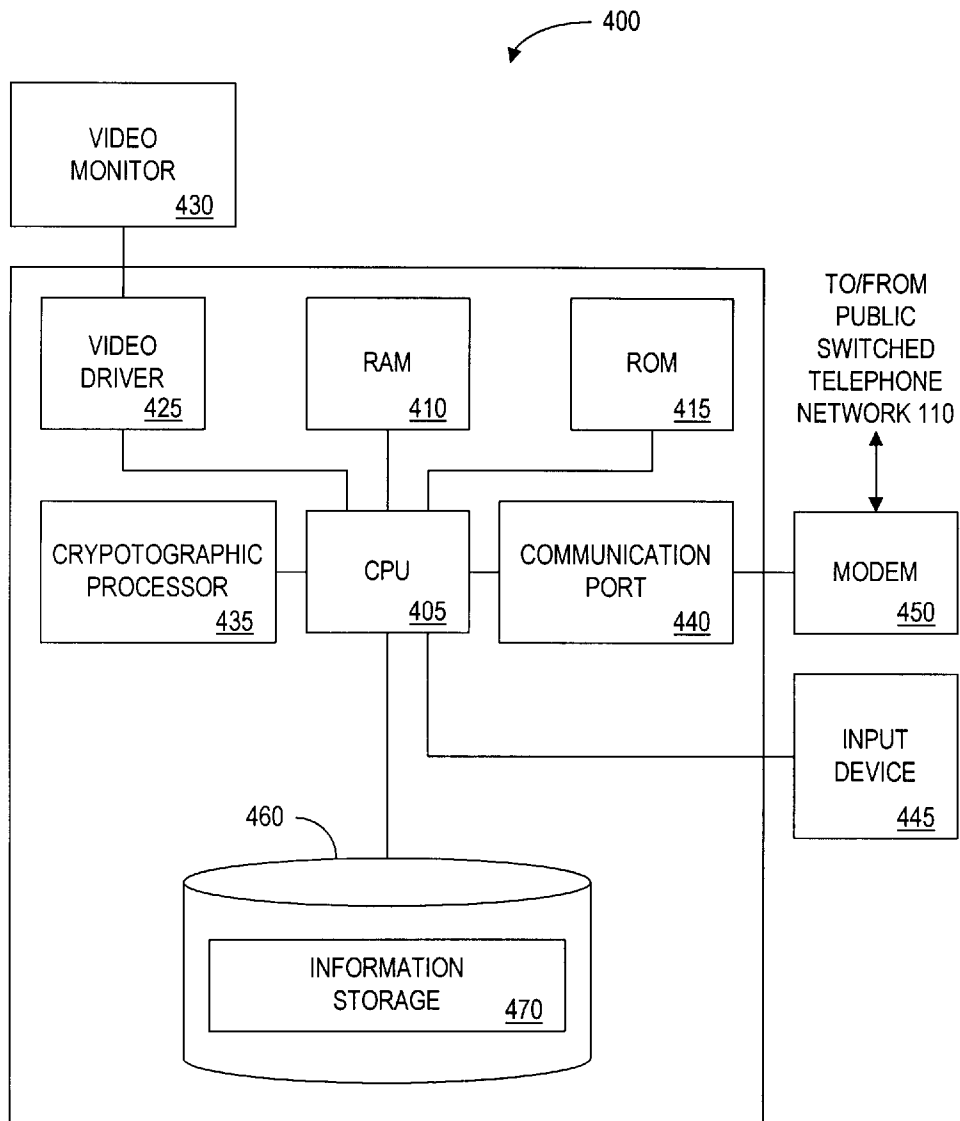 400
VIDEO
MONITOR
430
VIDEO
DRIVER
425
RAM
410
ROM
415
TO/FROM
PUBLIC
SWITCHED
TELEPHONE
NETWORK 110
CRYPOTOGRAPHIC
PROCESSOR
435
CPU
405
COMMUNICATION
PORT
440
MODEM
450
INPUT
DEVICE
445
460
INFORMATION
STORAGE
470